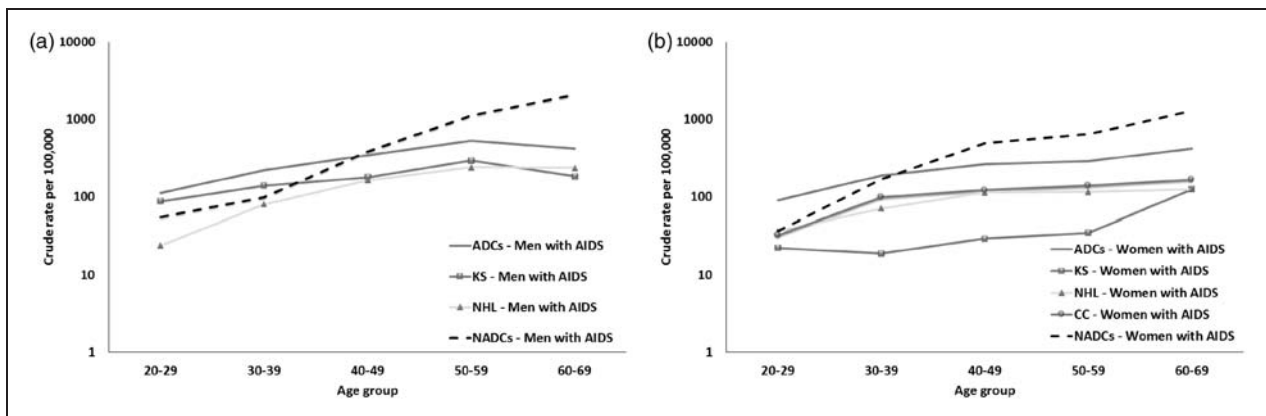 (a)
10000
1000
100
10
1
Crude rate per 100,000
ADCs - Men with AIDS
KS - Men with AIDS
NHL - Men with AIDS
NADCs - Men with AIDS
20-29 30-39 40-49 50-59 60-69
Age group
(b)
10000
1000
100
10
1
Crude rate per 100,000
ADCs - Women with AIDS
KS - Women with AIDS
NHL - Women with AIDS
CC - Women with AIDS
NADCs - Women with AIDS
20-29 30-39 40-49 50-59 60-69
Age group